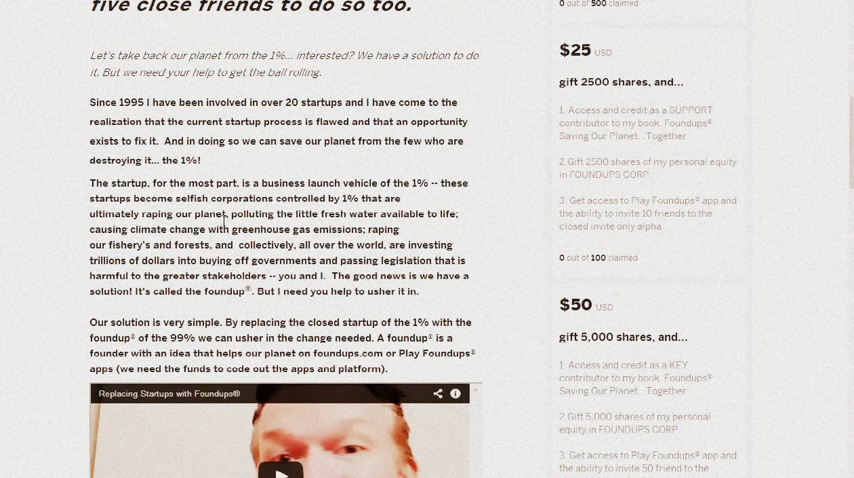 five close friends to do so too.
Let's take back our planet from the 1%... interested? We have a solution to do
it. But we need your help to get the ball rolling.
Since 1995 I have been involved in over 20 startups and I have come to the
realization that the current startup process is flawed and that an opportunity
exists to fix it. And in doing so we can save our planet from the few who are
destroying it... the 1%!
The startup, for the most part, is a business launch vehicle of the 1% -- these
startups become selfish corporations controlled by 1% that are
ultimately raping our planet, polluting the little fresh water available to life;
causing climate change with greenhouse gas emissions; raping
our fishery's and forests, and collectively, all over the world, are investing
trillions of dollars into buying off governments and passing legislation that is
harmful to the greater stakeholders -- you and I. The good news is we have a
solution! It's called the foundup®. But I need you help to usher it in.
Our solution is very simple. By replacing the closed startup of the 1% with the
foundup® of the 99% we can usher in the change needed. A foundup® is a
founder with an idea that helps our planet on foundups.com or Play Foundups®
apps (we need the funds to code out the apps and platform).
Replacing Startups with Foundups®
0 out of 500 claimed
$25 USD
gift 2500 shares, and...
1. Access and credit as a SUPPORT
contributor to my book, Foundups®
Saving Our Planet...Together
2.Gift 2500 shares of my personal equity
in FOUNDUPS CORP.
3. Get access to Play Foundups® app and
the ability to invite 10 friends to the
closed invite only alpha.
0 out of 100 claimed
$50 USD
gift 5,000 shares, and...
1 Access and credit as a KEY
contributor to my book, Foundups®
Saving Our Planet...Together
2.Gift 5,000 shares of my personal
equity in FOUNDUPS CORP.
3. Get access to Play Foundups® app and
the ability to invite 50 friend to the